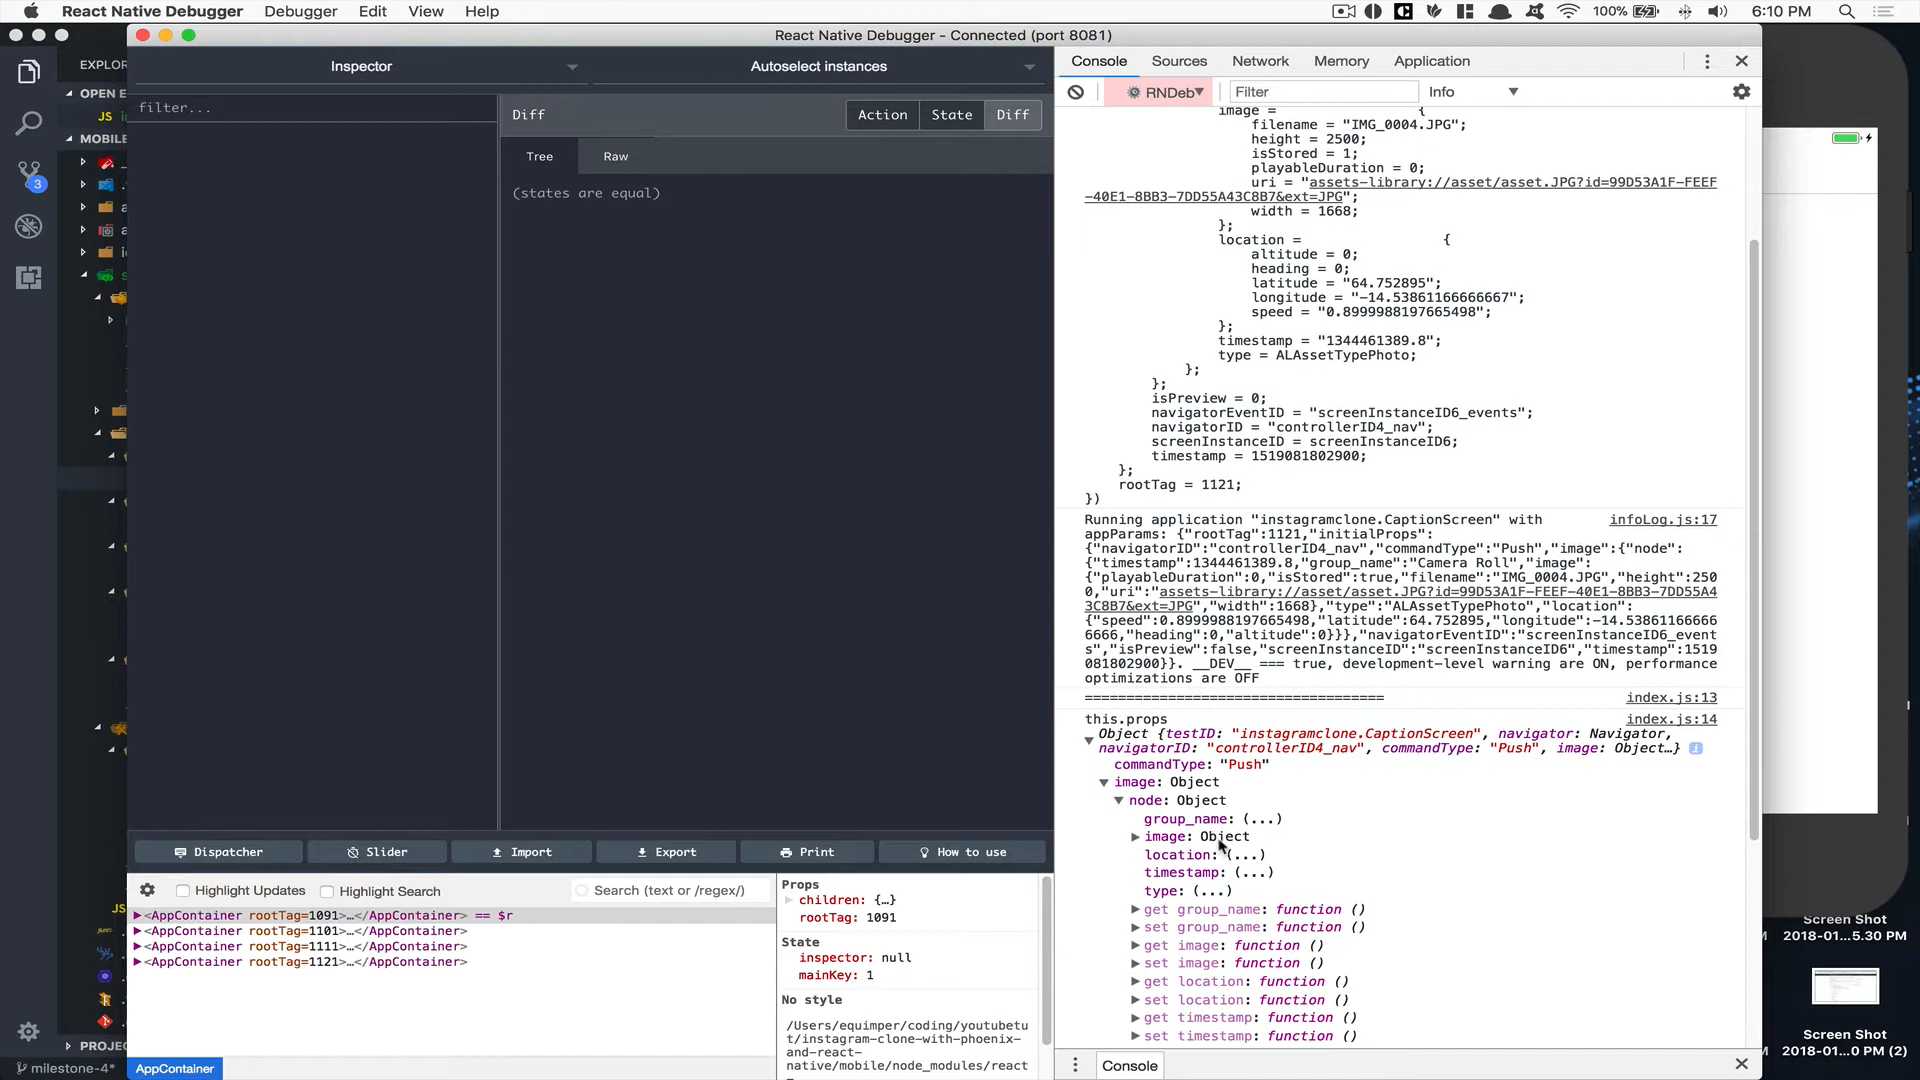 React Native Debugger Debugger Edit View Help 100% 6:10 PM
React Native Debugger - Connected (port 8081)
EXPLOR
OPEN E
JS
MOBILE
3
PROJEC
milestone-4*
Inspector
Autoselect instances
filter...
Diff
Action State Diff
Tree Raw
(states are equal)
Dispatcher Slider Import Export Print How to use
Highlight Updates Highlight Search Search (text or /regex/)
<AppContainer rootTag=1091>…</AppContainer> == $r
<AppContainer rootTag=1101>…</AppContainer>
<AppContainer rootTag=1111>…</AppContainer>
<AppContainer rootTag=1121>…</AppContainer>
AppContainer
Props
children: {…}
rootTag: 1091
State
inspector: null
mainKey: 1
No style
/Users/equimper/coding/youtubetu
t/instagram-clone-with-phoenix-
and-react-
native/mobile/node_modules/react
Console Sources Network Memory Application
RNDeb Filter Info
image = {
filename = "IMG_0004.JPG";
height = 2500;
isStored = 1;
playableDuration = 0;
uri = "assets-library://asset/asset.JPG?id=99D53A1F-FEEF
-40E1-8BB3-7DD55A43C8B7&ext=JPG";
width = 1668;
};
location = {
altitude = 0;
heading = 0;
latitude = "64.752895";
longitude = "-14.53861166666667";
speed = "0.8999988197665498";
};
timestamp = "1344461389.8";
type = ALAssetTypePhoto;
};
};
isPreview = 0;
navigatorEventID = "screenInstanceID6_events";
navigatorID = "controllerID4_nav";
screenInstanceID = screenInstanceID6;
timestamp = 1519081802900;
};
rootTag = 1121;
})
Running application "instagramclone.CaptionScreen" with infoLog.js:17
appParams: {"rootTag":1121,"initialProps":
{"navigatorID":"controllerID4_nav","commandType":"Push","image":{"node":
{"timestamp":1344461389.8,"group_name":"Camera Roll","image":
{"playableDuration":0,"isStored":true,"filename":"IMG_0004.JPG","height":250
0,"uri":"assets-library://asset/asset.JPG?id=99D53A1F-FEEF-40E1-8BB3-7DD55A4
3C8B7&ext=JPG","width":1668},"type":"ALAssetTypePhoto","location":
{"speed":0.8999988197665498,"latitude":64.752895,"longitude":-14.53861166666
6666,"heading":0,"altitude":0}}},"navigatorEventID":"screenInstanceID6_event
s","isPreview":false,"screenInstanceID":"screenInstanceID6","timestamp":1519
081802900}}. __DEV__ === true, development-level warning are ON, performance
optimizations are OFF
==================================== index.js:13
this.props index.js:14
Object {testID: "instagramclone.CaptionScreen", navigator: Navigator,
navigatorID: "controllerID4_nav", commandType: "Push", image: Object…}
commandType: "Push"
image: Object
node: Object
group_name: (...)
image: Object
location: (...)
timestamp: (...)
type: (...)
get group_name: function ()
set group_name: function ()
get image: function ()
set image: function ()
get location: function ()
set location: function ()
get timestamp: function ()
set timestamp: function ()
Console
Screen Shot
2018-01...5.30 PM
Screen Shot
2018-01...0 PM (2)